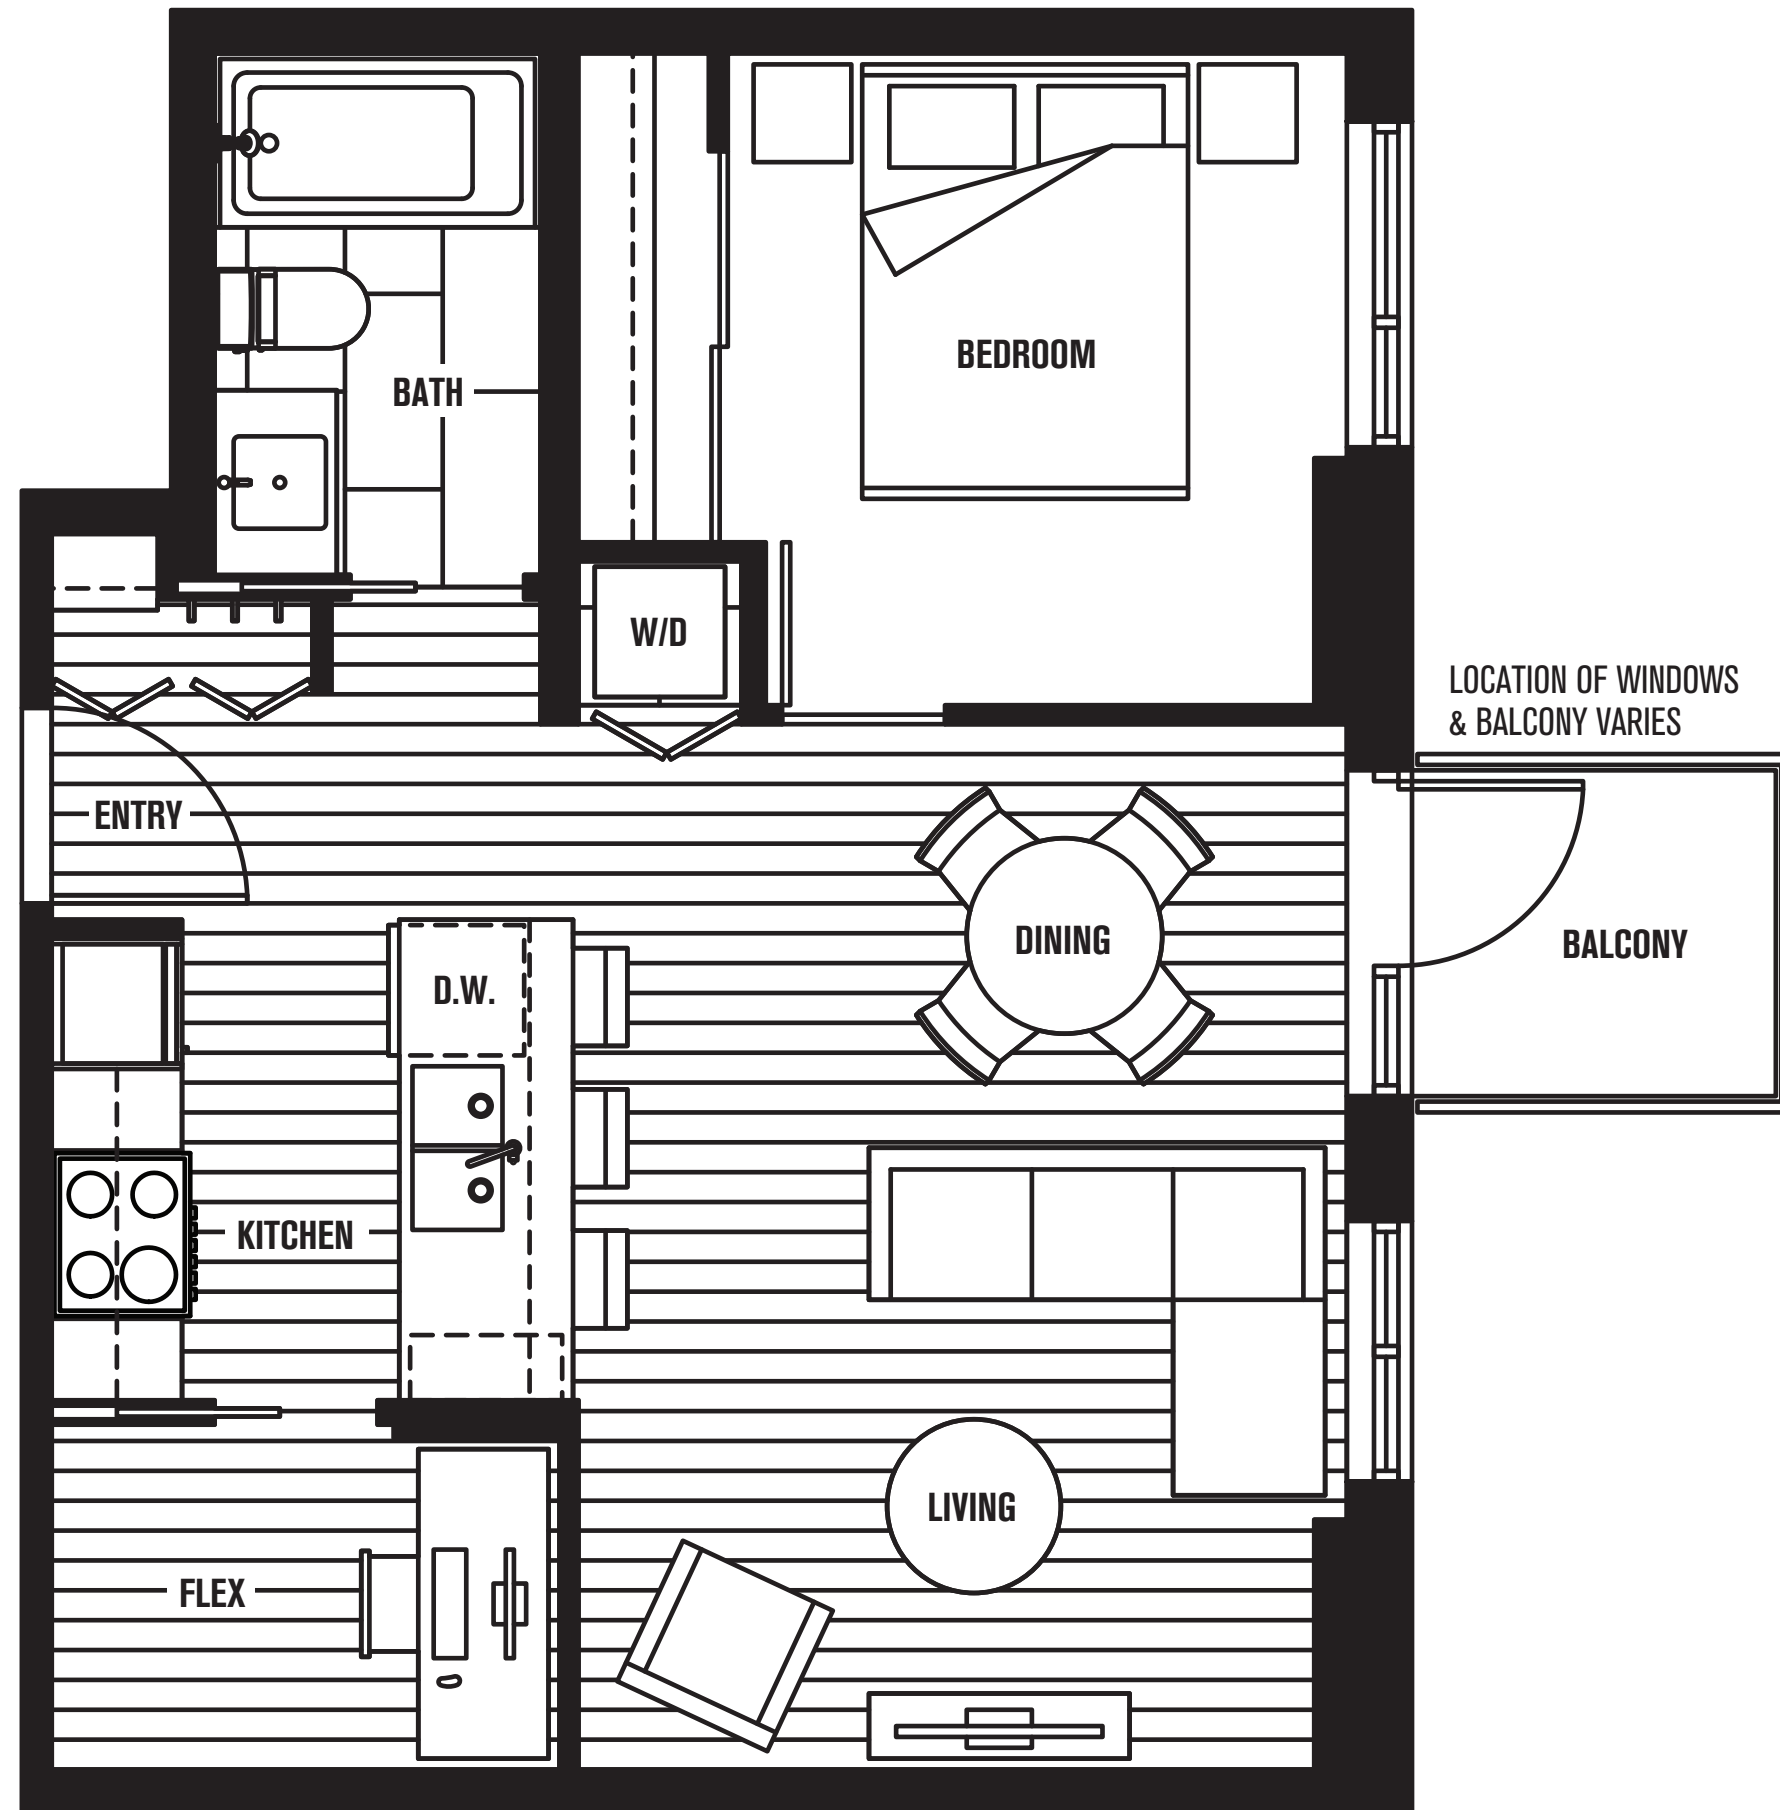 BEDROOM
BATH
W/D
LOCATION OF WINDOWS
& BALCONY VARIES
ENTRY
DINING
BALCONY
D.W.
KITCHEN
LIVING
FLEX